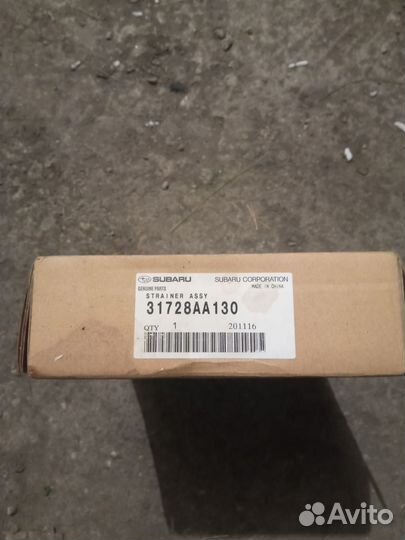 SUBARU SUBARU CORPORATION
GENUINE PARTS MADE IN CHINA
STRAINER ASSY
31728AA130
QTY 1 201116
Avito